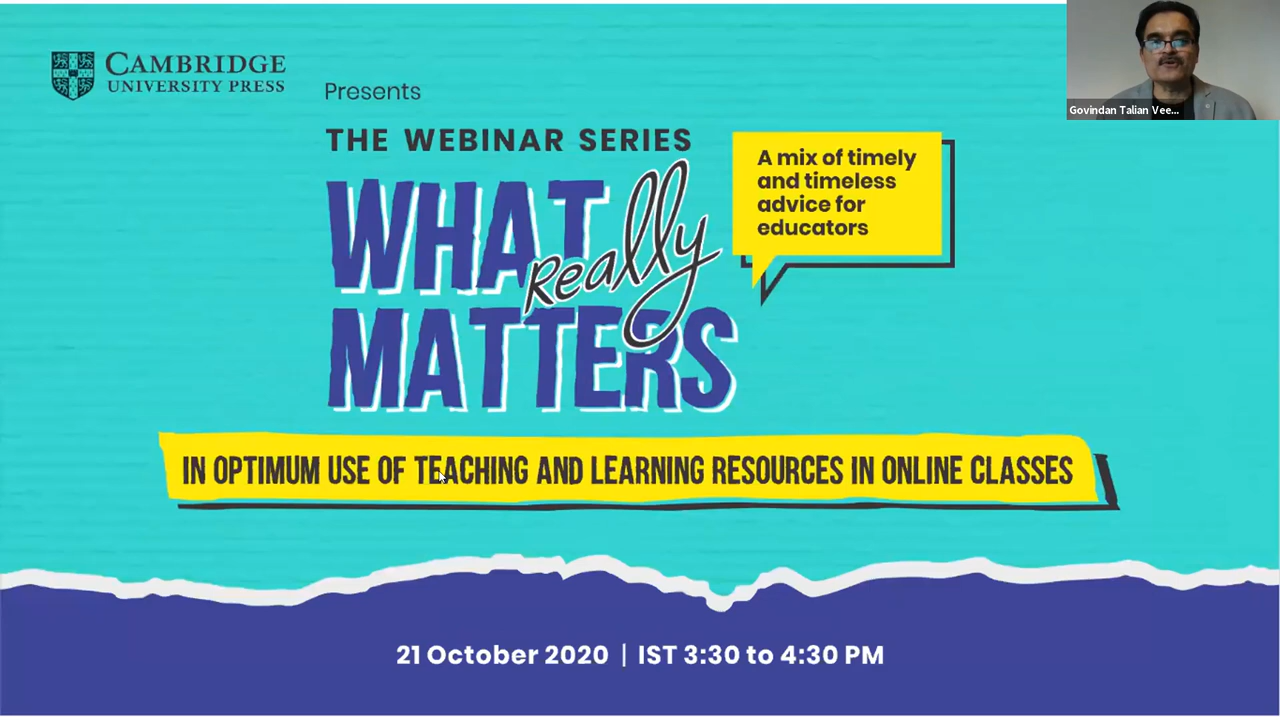 CAMBRIDGE
UNIVERSITY PRESS
Presents
THE WEBINAR SERIES
WHAT
Really
MATTERS
A mix of timely
and timeless
advice for
educators
IN OPTIMUM USE OF TEACHING AND LEARNING RESOURCES IN ONLINE CLASSES
21 October 2020 | IST 3:30 to 4:30 PM
Govindan Talian Vee...